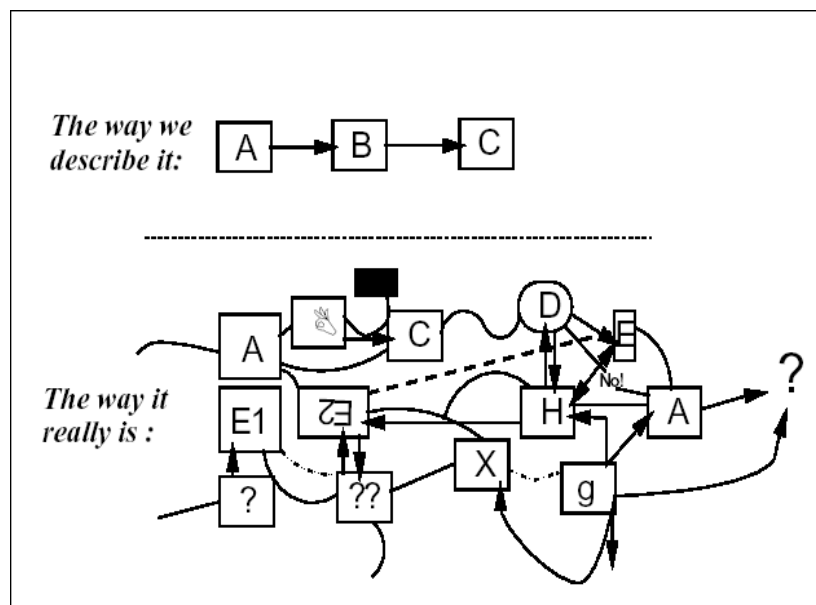 The way we
describe it:
A B C
D
E
A C
No!
?
The way it
really is :
E1 E2 H A
X
? ?? g